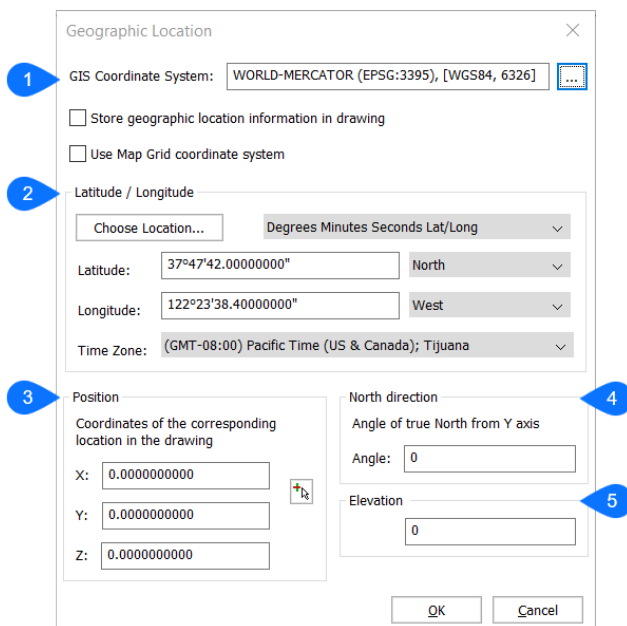 Geographic Location
1
GIS Coordinate System: WORLD-MERCATOR (EPSG:3395), [WGS84, 6326] ...
Store geographic location information in drawing
Use Map Grid coordinate system
2
Latitude / Longitude
Choose Location... Degrees Minutes Seconds Lat/Long
Latitude: 37°47'42.00000000" North
Longitude: 122°23'38.40000000" West
Time Zone: (GMT-08:00) Pacific Time (US & Canada); Tijuana
3
Position
Coordinates of the corresponding
location in the drawing
X: 0.0000000000
Y: 0.0000000000
Z: 0.0000000000
North direction
4
Angle of true North from Y axis
Angle: 0
Elevation
5
0
OK Cancel